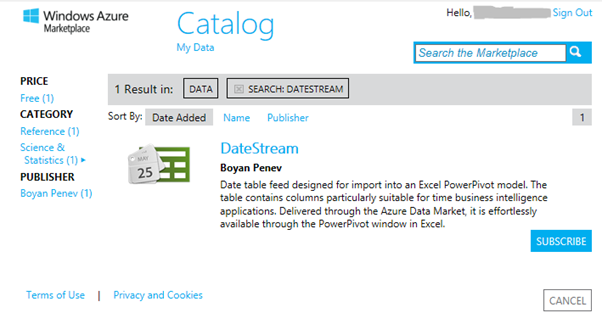 Windows Azure
Marketplace
Catalog
My Data
Hello,
Sign Out
Search the Marketplace
PRICE
Free (1)
CATEGORY
Reference (1)
Science &
Statistics (1)
PUBLISHER
Boyan Penev (1)
1 Result in: DATA SEARCH: DATESTREAM
Sort By: Date Added Name Publisher 1
MAY
25
DateStream
Boyan Penev
Date table feed designed for import into an Excel PowerPivot model. The
table contains columns particularly suitable for time business intelligence
applications. Delivered through the Azure Data Market, it is effortlessly
available through the PowerPivot window in Excel.
SUBSCRIBE
Terms of Use | Privacy and Cookies
CANCEL